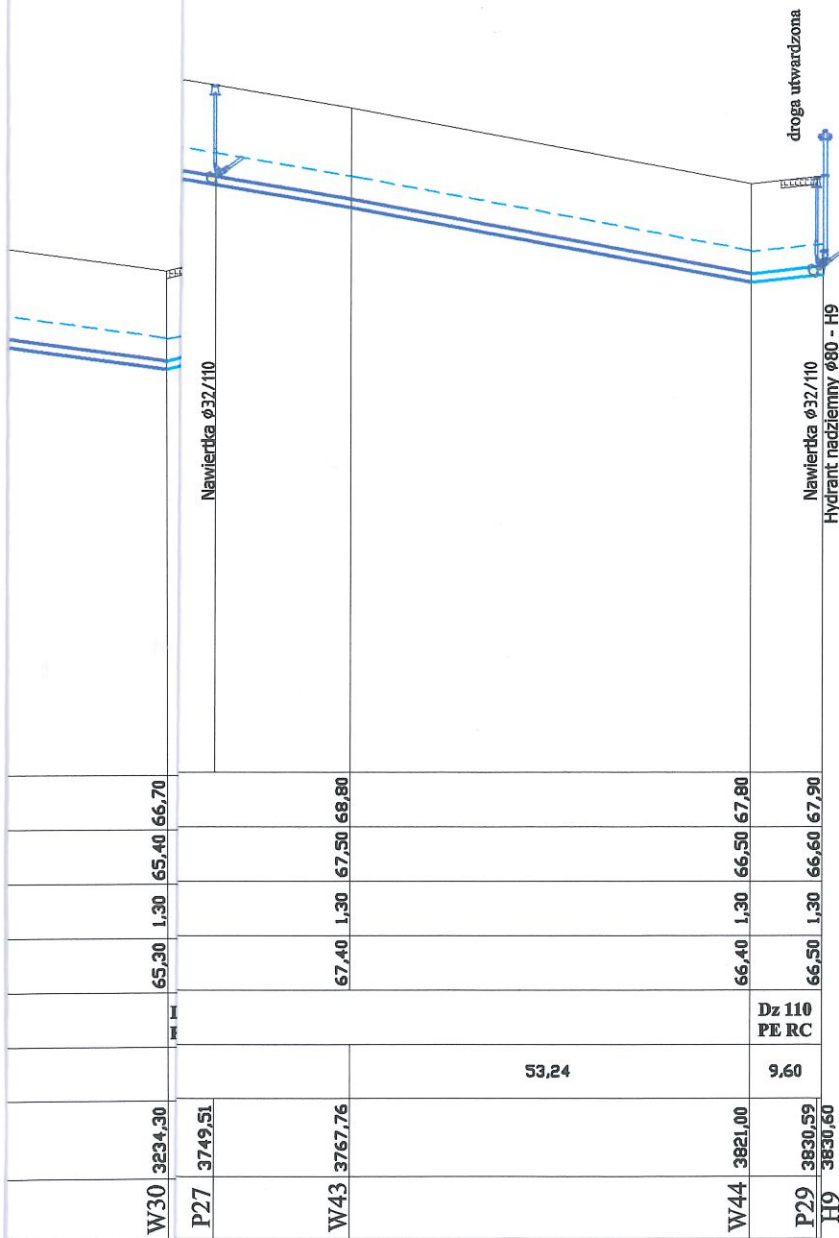 droga utwardzona
Nawiertka ϕ32/110
Nawiertka ϕ32/110
Hydrant nadziemny ϕ80 - H9
66,70
68,80
67,80
67,90
65,40
67,50
66,50
66,60
1,30
1,30
1,30
1,30
65,30
67,40
66,40
66,50
Dz 110
PE RC
53,24
9,60
3234,30
3749,51
3767,76
3821,00
3830,59
3830,60
W30
P27
W43
W44
P29
H9